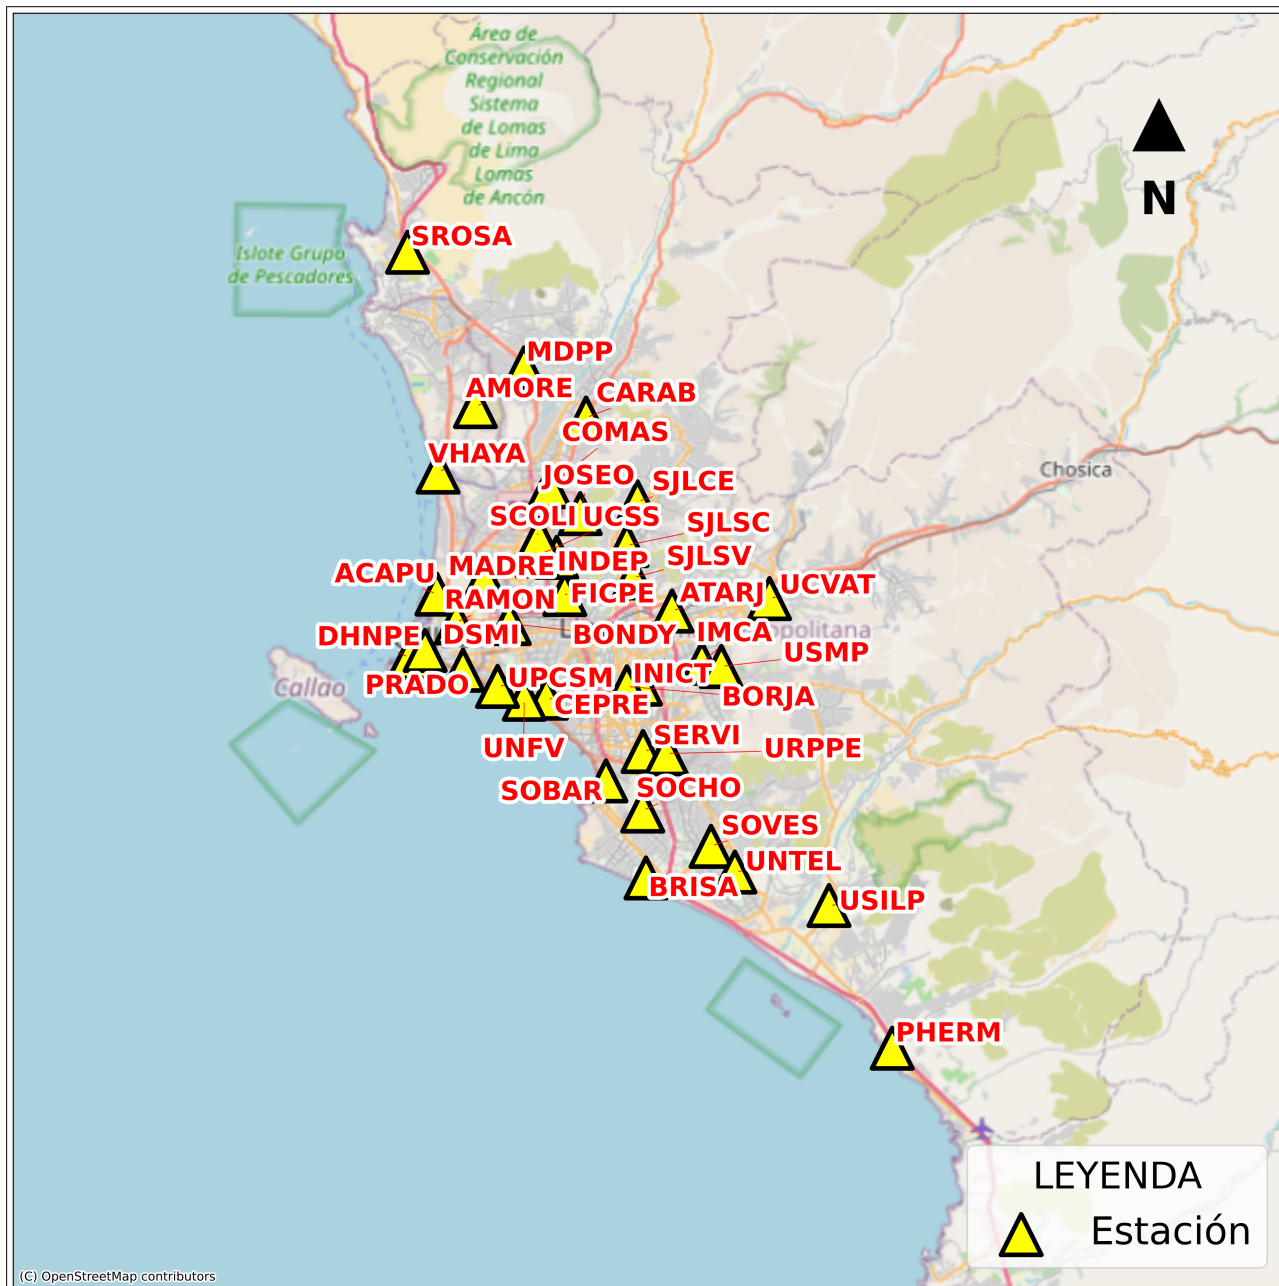 Área de
Conservación
Regional
Sistema
de Lomas
de Lima
Lomas
de Ancón
N
SROSA
Islote Grupo
de Pescadores
MDPP
AMORE
CARAB
COMAS
VHAYA
Chosica
JOSEO
SJLCE
SCOLI
UCSS
SJLSC
MADRE
INDEP
SJLSV
ACAPU
UCVAT
RAMON
FICPE
ATARJ
DHNPE
DSMI
BONDY
IMCA
opolitana
USMP
Callao
PRADO
UPCSM
INICT
BORJA
CEPRE
UNFV
SERVI
URPPE
SOBAR
SOCHO
SOVES
UNTEL
BRISA
USILP
PHERM
LEYENDA
Estación
(C) OpenStreetMap contributors